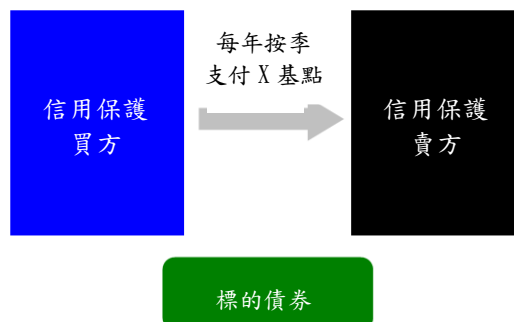 每年按季
支付 X 基點
信用保護
買方
信用保護
賣方
標的債券